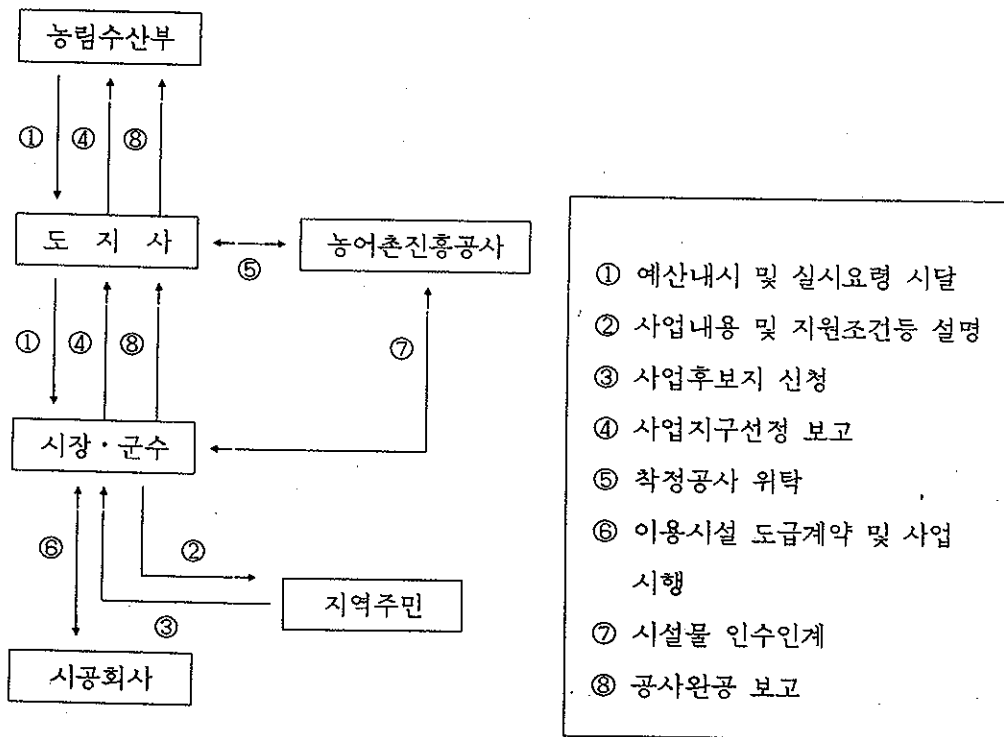 농림수산부
① ④ ⑧
도 지 사
농어촌진흥공사
⑤
① ④ ⑧
⑦
시장·군수
⑥
②
지역주민
③
시공회사
① 예산내시 및 실시요령 시달
② 사업내용 및 지원조건등 설명
③ 사업후보지 신청
④ 사업지구선정 보고
⑤ 착정공사 위탁
⑥ 이용시설 도급계약 및 사업
시행
⑦ 시설물 인수인계
⑧ 공사완공 보고